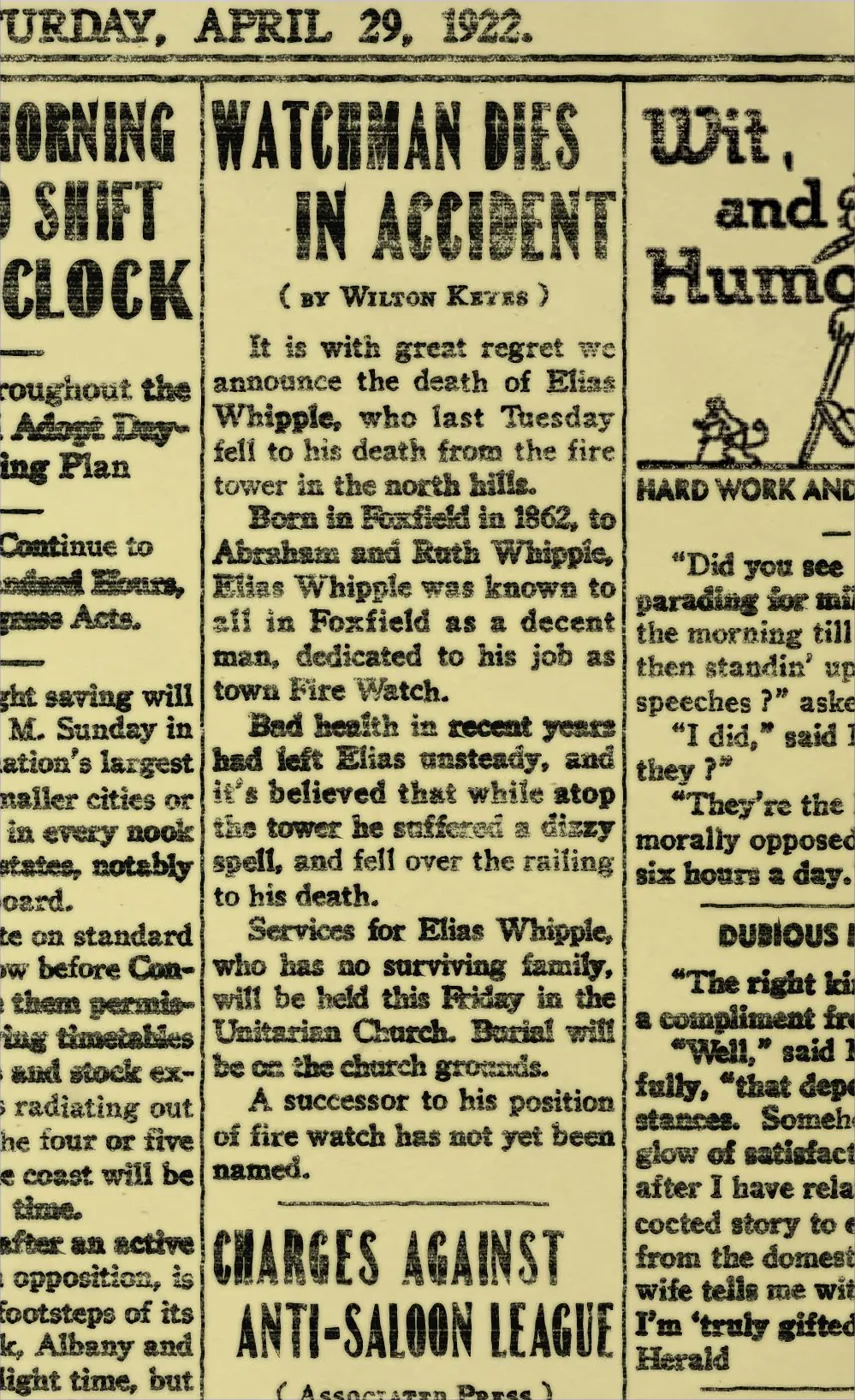 TURDAY, APRIL 29, 1922.
MORNING
SHIFT
CLOCK
roughout the
Adopt Day-
ing Plan
Continue to
Hours,
Acts.
ght saving will
M. Sunday in
ation's largest
maller cities or
in every nook
states, notably
oard.
te on standard
ow before Con-
them permis-
ing timetables
and stock ex-
radiating out
he four or five
e coast will be
time.
after an active
opposition, is
footsteps of its
k, Albany and
light time, but
WATCHMAN DIES
IN ACCIDENT
( BY WILTON KEYES )
It is with great regret we
announce the death of Elias
Whipple, who last Tuesday
fell to his death from the fire
tower in the north hills.
Born in Foxfield in 1862, to
Abraham and Ruth Whipple,
Elias Whipple was known to
all in Foxfield as a decent
man, dedicated to his job as
town Fire Watch.
Bad health in recent years
had left Elias unsteady, and
it's believed that while atop
the tower he suffered a dizzy
spell, and fell over the railing
to his death.
Services for Elias Whipple,
who has no surviving family,
will be held this Friday in the
Unitarian Church. Burial will
be on the church grounds.
A successor to his position
of fire watch has not yet been
named.
CHARGES AGAINST
ANTI-SALOON LEAGUE
( ASSOCIATED PRESS )
Wit,
and
Humo
HARD WORK AND
"Did you see
parading for mil
the morning till
then standin' up
speeches ?" aske
"I did," said
they ?"
"They're the
morally opposed
six hours a day.
DUBIOUS
"The right kin
a compliment fro
"Well," said
fully, "that depe
stances. Someho
glow of satisfact
after I have rela
cocted story to
from the domest
wife tells me wit
I'm 'truly gifted
Herald